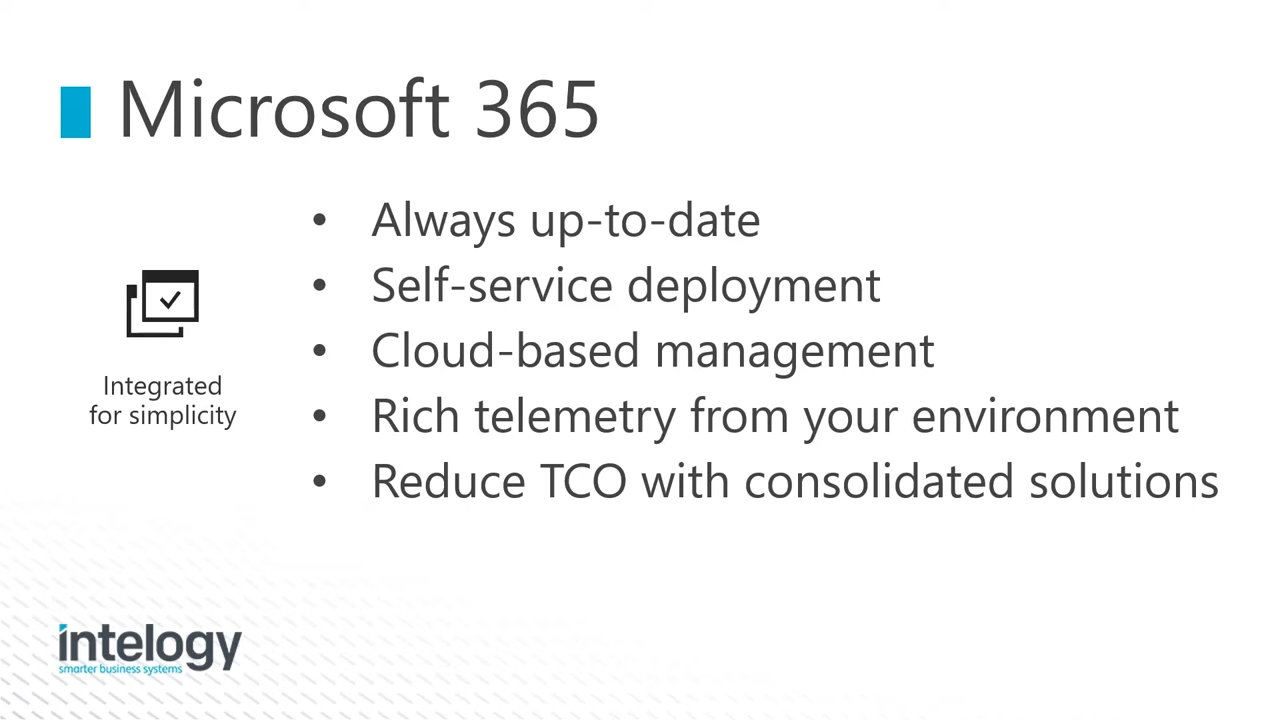 Microsoft 365
• Always up-to-date
• Self-service deployment
• Cloud-based management
• Rich telemetry from your environment
• Reduce TCO with consolidated solutions
Integrated
for simplicity
intelogy
smarter business systems